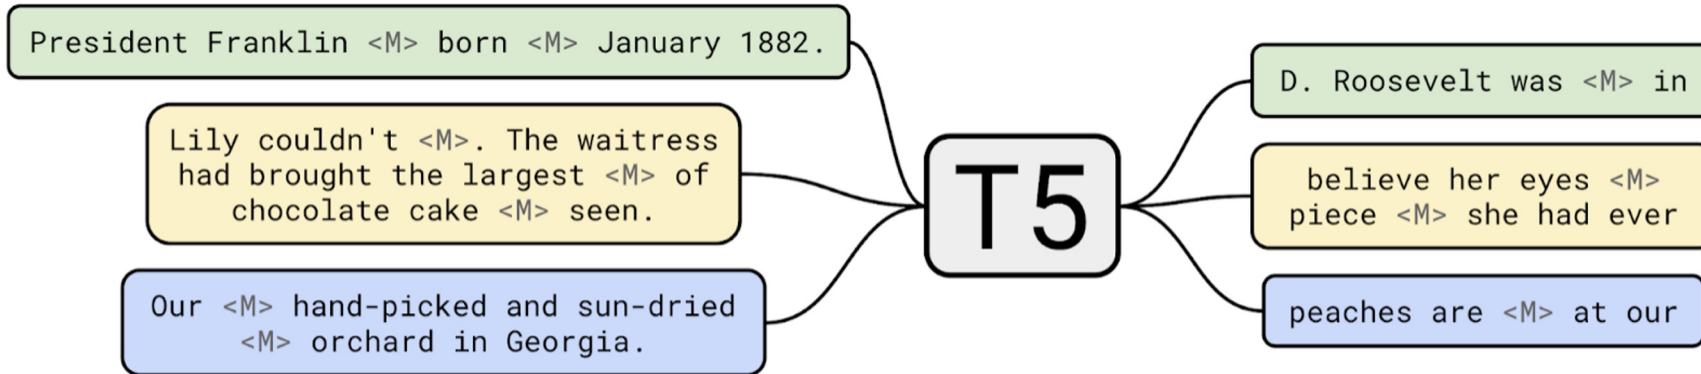 President Franklin <M> born <M> January 1882.
Lily couldn't <M>. The waitress
had brought the largest <M> of
chocolate cake <M> seen.
Our <M> hand-picked and sun-dried
<M> orchard in Georgia.
T5
D. Roosevelt was <M> in
believe her eyes <M>
piece <M> she had ever
peaches are <M> at our